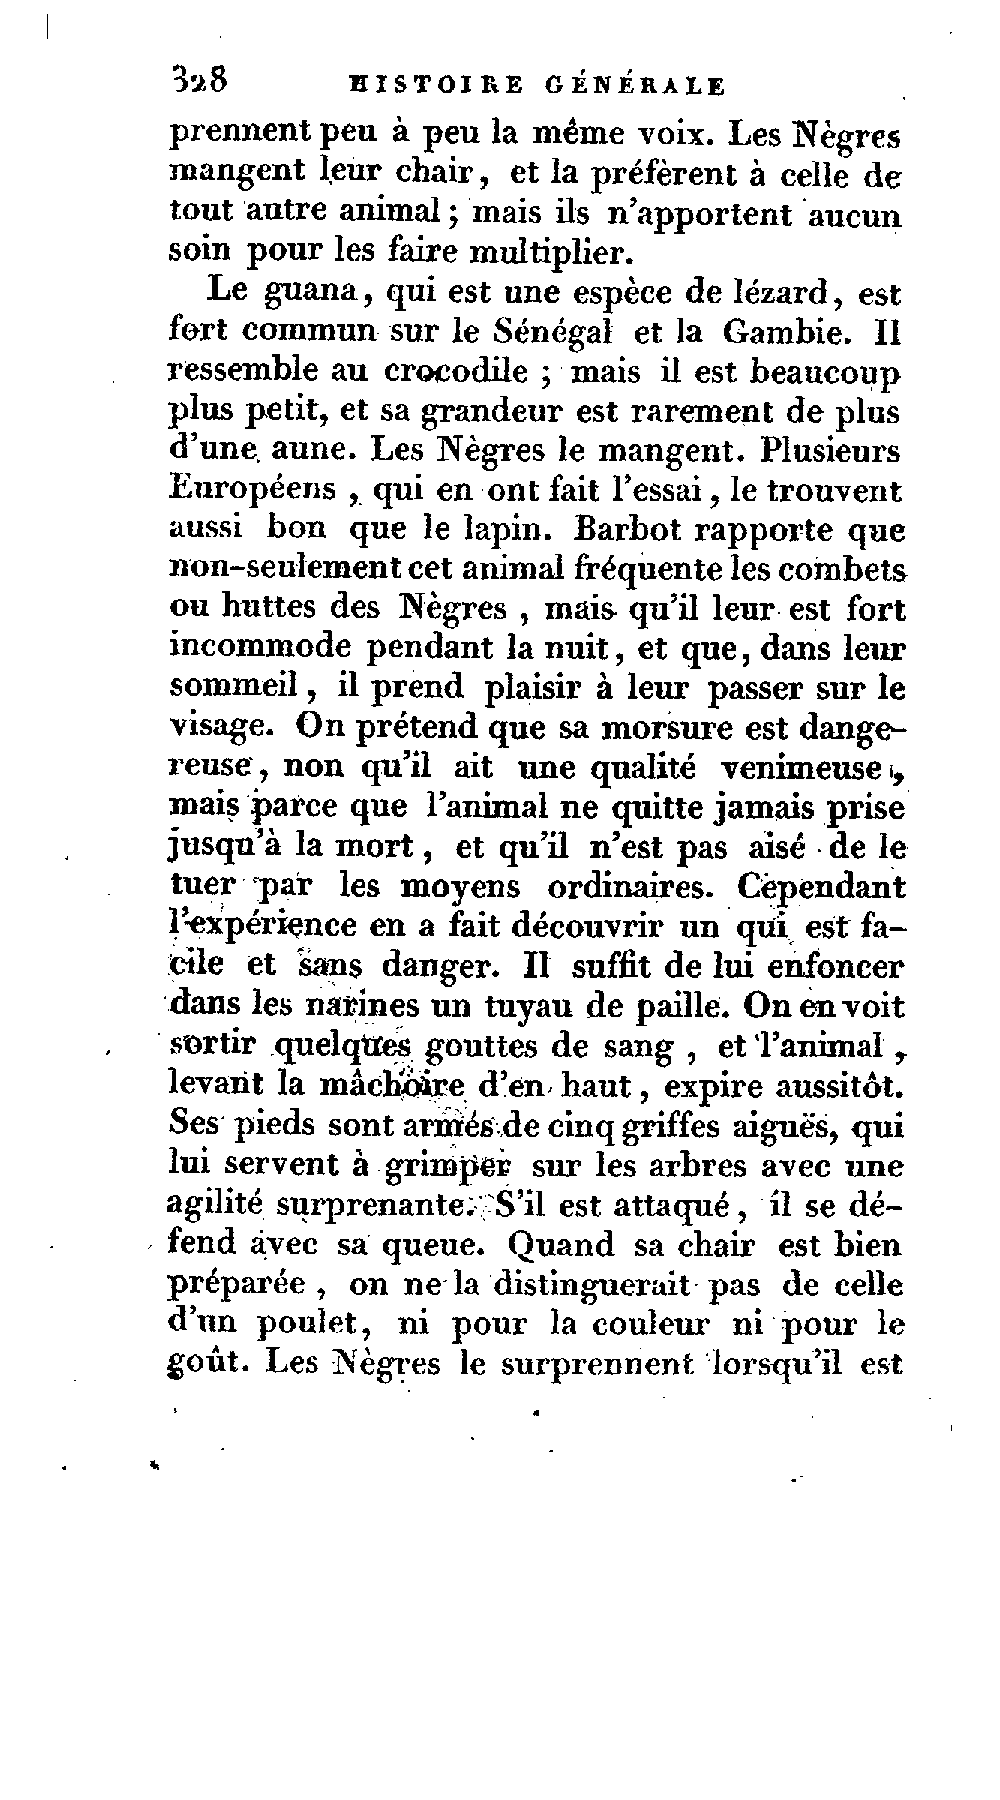 328 HISTOIRE GÉNÉRALE
prennent peu à peu la même voix. Les Nègres
mangent leur chair, et la préfèrent à celle de
tout autre animal ; mais ils n'apportent aucun
soin pour les faire multiplier.
Le guana, qui est une espèce de lézard, est
fort commun sur le Sénégal et la Gambie. Il
ressemble au crocodile ; mais il est beaucoup
plus petit, et sa grandeur est rarement de plus
d'une aune. Les Nègres le mangent. Plusieurs
Européens , qui en ont fait l'essai , le trouvent
aussi bon que le lapin. Barbot rapporte que
non-seulement cet animal fréquente les combets
ou huttes des Nègres , mais qu'il leur est fort
incommode pendant la nuit, et que, dans leur
sommeil , il prend plaisir à leur passer sur le
visage. On prétend que sa morsure est dange-
reuse, non qu'il ait une qualité venimeuse,
mais parce que l'animal ne quitte jamais prise
jusqu'à la mort , et qu'il n'est pas aisé de le
tuer par les moyens ordinaires. Cependant
l'expérience en a fait découvrir un qui est fa-
cile et sans danger. Il suffit de lui enfoncer
dans les narines un tuyau de paille. On en voit
sortir quelques gouttes de sang , et l'animal ,
levant la mâchoire d'en haut , expire aussitôt.
Ses pieds sont armés de cinq griffes aiguës, qui
lui servent à grimper sur les arbres avec une
agilité surprenante. S'il est attaqué , il se dé-
fend avec sa queue. Quand sa chair est bien
préparée , on ne la distinguerait pas de celle
d'un poulet, ni pour la couleur ni pour le
goût. Les Nègres le surprennent lorsqu'il est